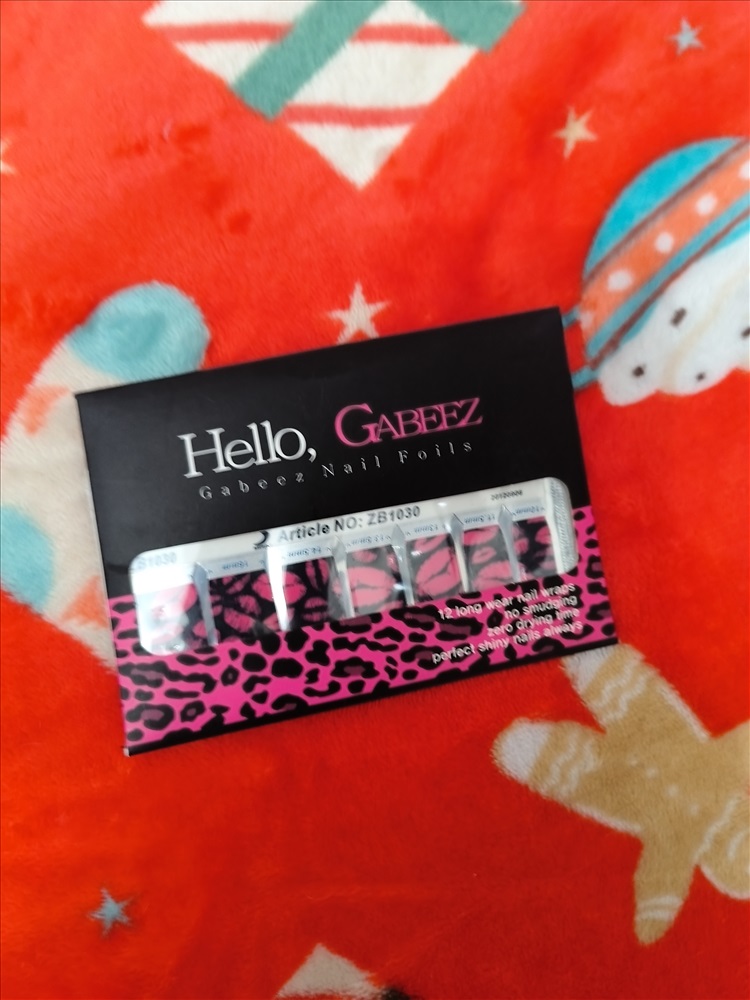 Hello, GABEEZ
Gabeez Nail Foils
Article NO: ZB1030
ZB1030
12 long wear nail wraps
no smudging
zero drying time
perfect shiny nails always